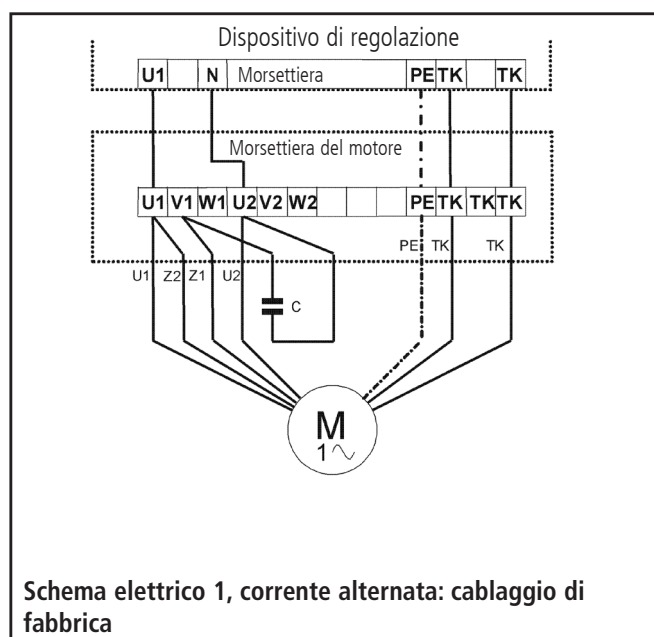 Dispositivo di regolazione
U1 N Morsettiera PE TK TK
Morsettiera del motore
U1 V1 W1 U2 V2 W2 PE TK TK TK
U1 Z2 Z1 U2 PE TK TK
C
M
1~
Schema elettrico 1, corrente alternata: cablaggio di
fabbrica